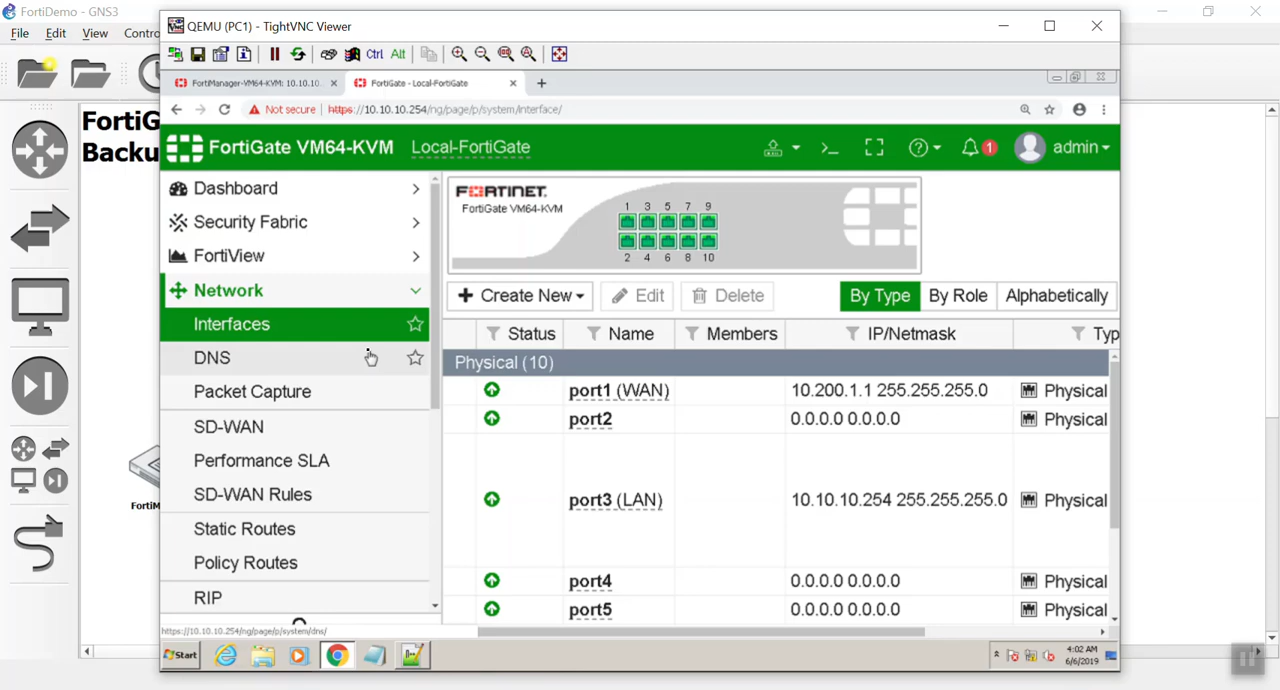 FortiDemo - GNS3
QEMU (PC1) - TightVNC Viewer
File Edit View Contro
Ctrl Alt
FortiManager-VM64-KVM: 10.10.10...
FortiGate - Local-FortiGate
Not secure https://10.10.10.254/ng/page/p/system/interface/
FortiG
Backu
FortiGate VM64-KVM Local-FortiGate
1
admin
Dashboard
Security Fabric
FortiView
Network
Interfaces
DNS
Packet Capture
SD-WAN
Performance SLA
SD-WAN Rules
Static Routes
Policy Routes
RIP
FORTINET.
FortiGate VM64-KVM
1 3 5 7 9
2 4 6 8 10
Create New Edit Delete
By Type By Role Alphabetically
Status Name Members IP/Netmask Typ
Physical (10)
port1 (WAN) 10.200.1.1 255.255.255.0 Physical
port2 0.0.0.0 0.0.0.0 Physical
port3 (LAN) 10.10.10.254 255.255.255.0 Physical
port4 0.0.0.0 0.0.0.0 Physical
port5 0.0.0.0 0.0.0.0 Physical
FortiM
https://10.10.10.254/ng/page/p/system/dns/
Start
4:02 AM
6/6/2019